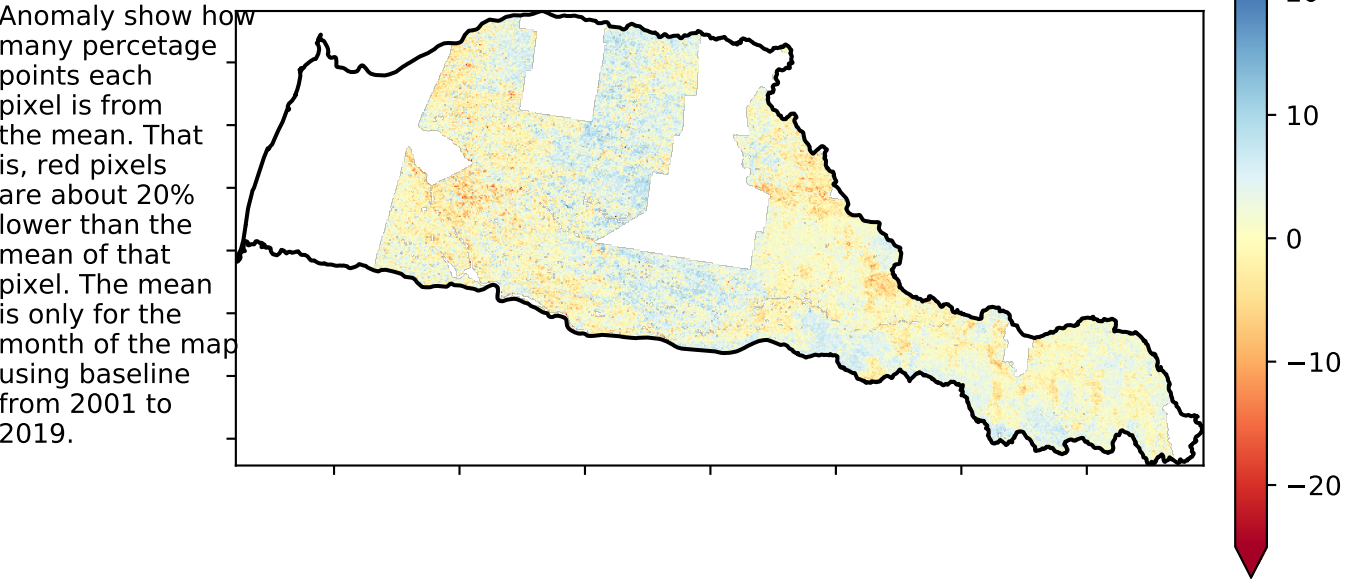 Anomaly show how
many percetage
points each
pixel is from
the mean. That
is, red pixels
are about 20%
lower than the
mean of that
pixel. The mean
is only for the
month of the map
using baseline
from 2001 to
2019.
10
0
−10
−20